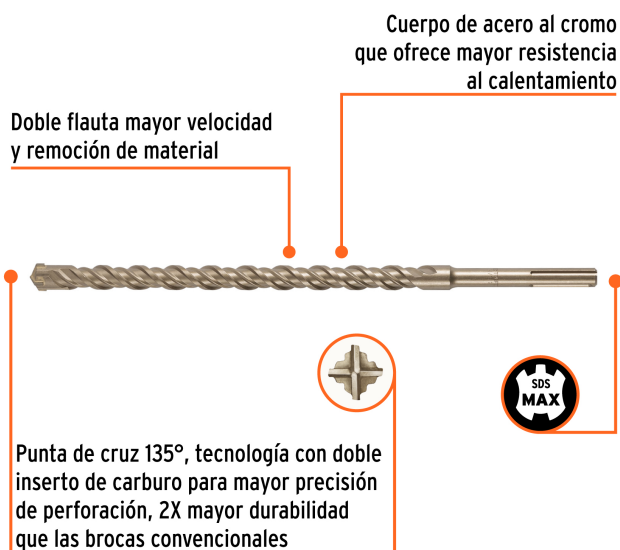 Cuerpo de acero al cromo
que ofrece mayor resistencia
al calentamiento
Doble flauta mayor velocidad
y remoción de material
SDS
MAX
Punta de cruz 135°, tecnología con doble
inserto de carburo para mayor precisión
de perforación, 2X mayor durabilidad
que las brocas convencionales